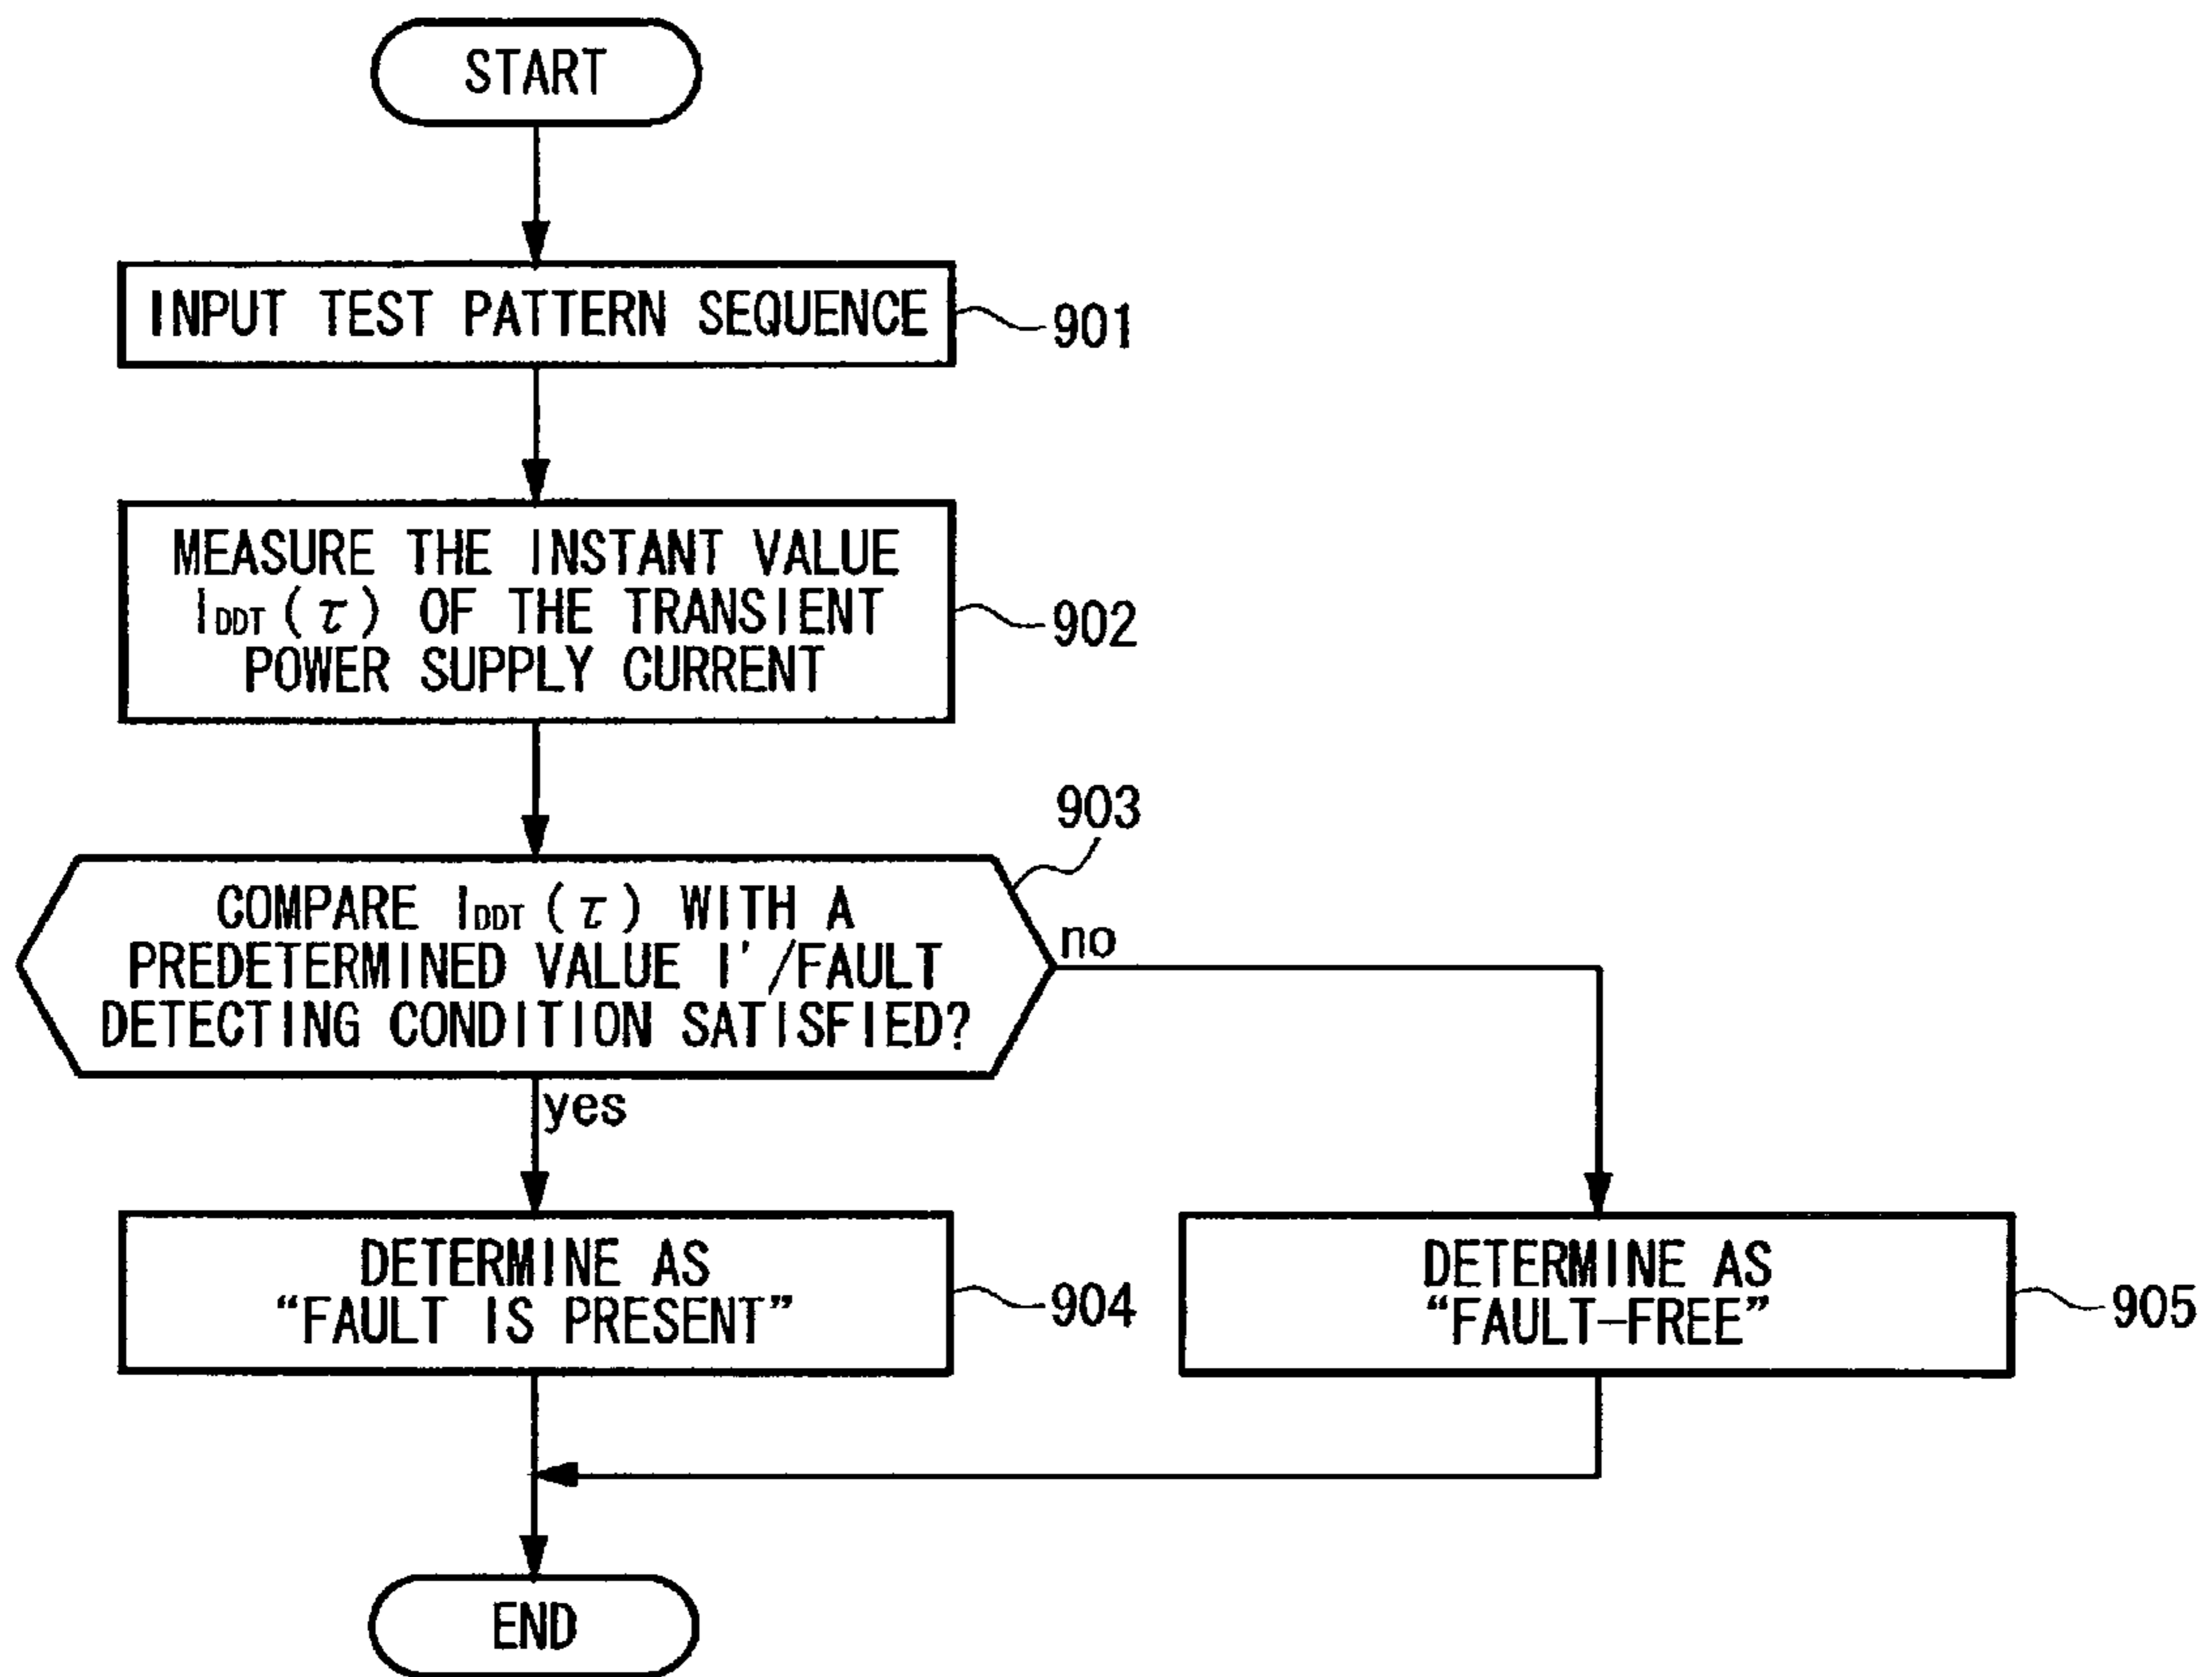 START
INPUT TEST PATTERN SEQUENCE
901
MEASURE THE INSTANT VALUE
IDDT(τ) OF THE TRANSIENT
POWER SUPPLY CURRENT
902
903
COMPARE IDDT(τ) WITH A
PREDETERMINED VALUE I'/FAULT
DETECTING CONDITION SATISFIED?
no
yes
DETERMINE AS
“FAULT IS PRESENT”
904
DETERMINE AS
“FAULT-FREE”
905
END